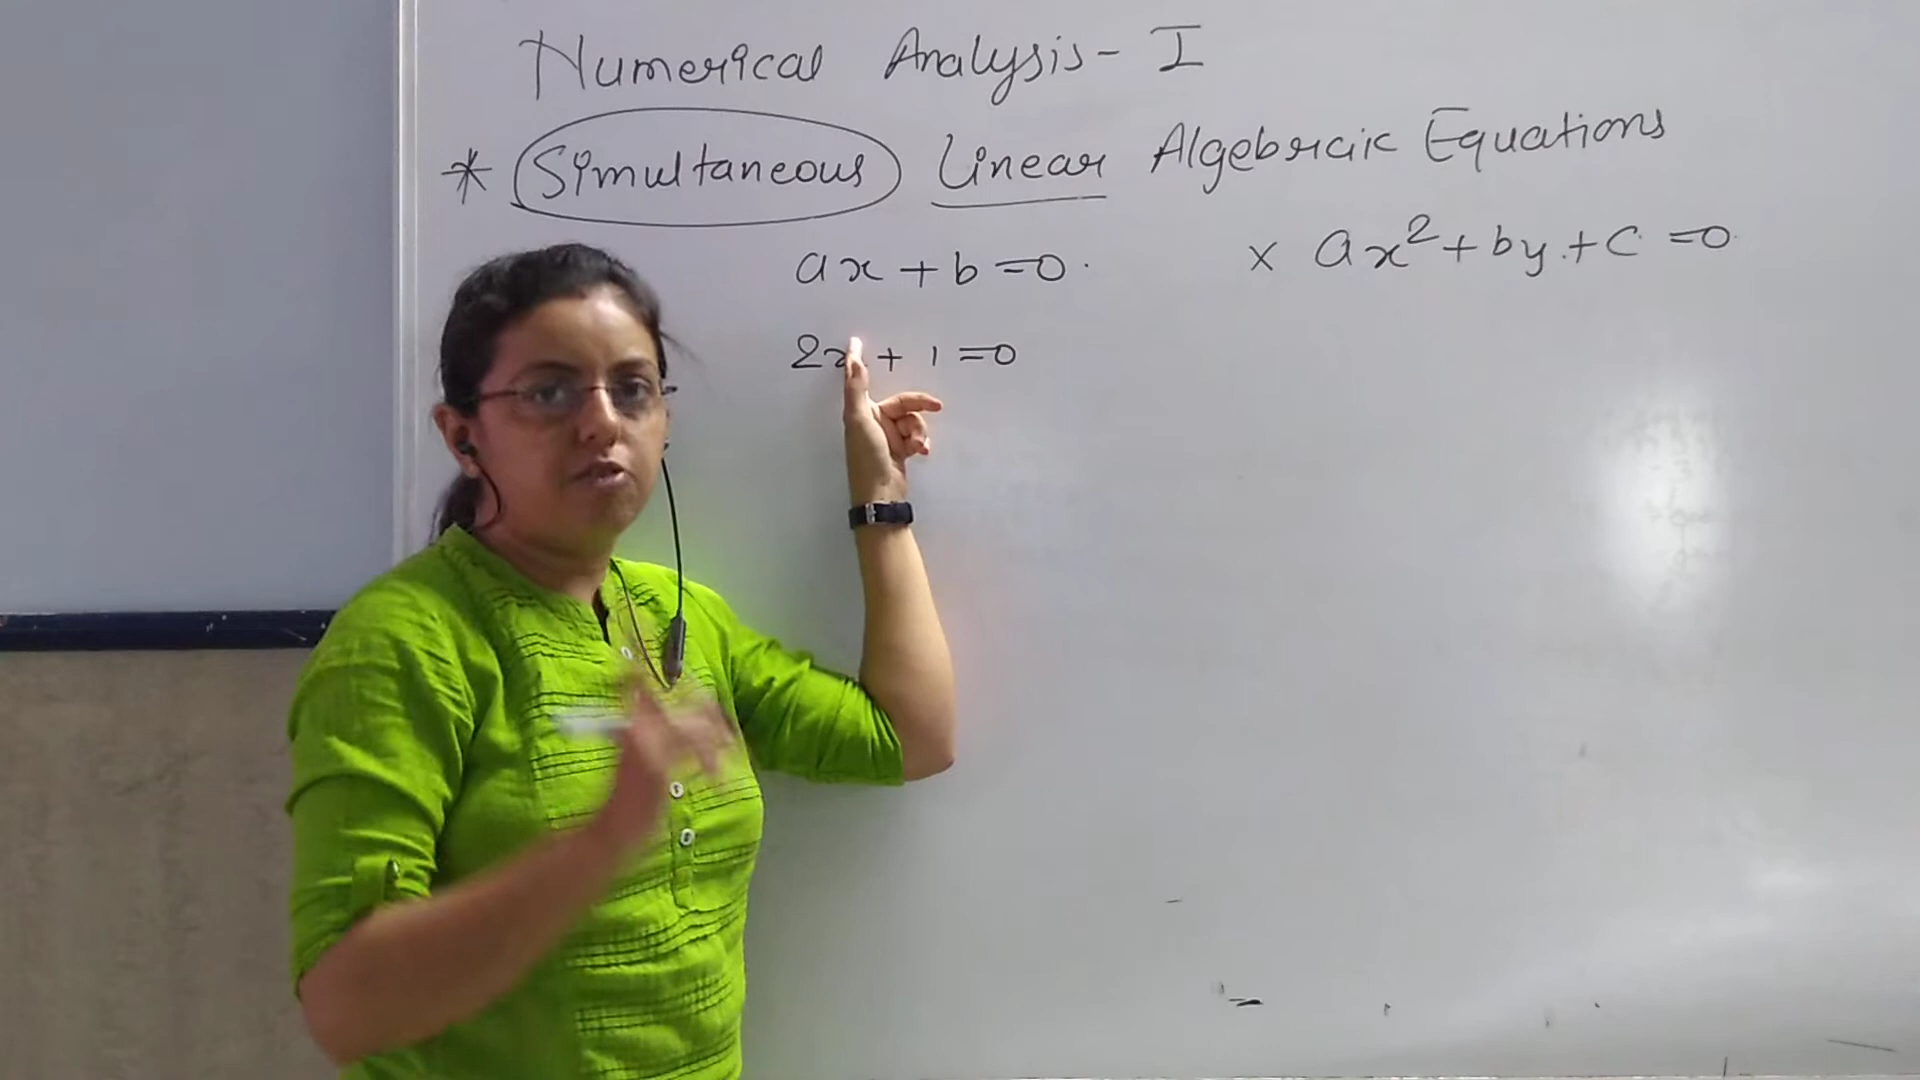 Numerical Analysis - I
* Simultaneous Linear Algebraic Equations
ax + b = 0.
x ax² + by + c = 0
2x + 1 = 0